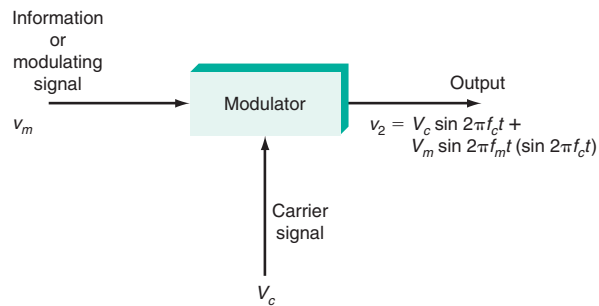 Information
or
modulating
signal
v_m
Modulator
Output
v_2 = V_c sin 2πf_ct +
V_m sin 2πf_mt (sin 2πf_ct)
Carrier
signal
V_c